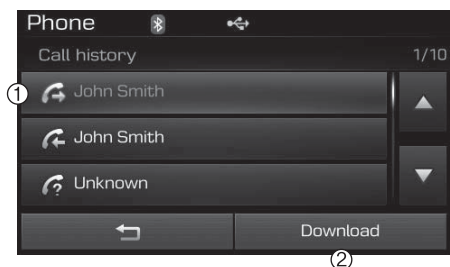 Phone
Call history 1/10
① John Smith
John Smith
Unknown
Download
②